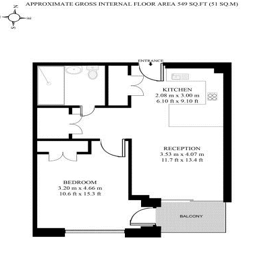 APPROXIMATE GROSS INTERNAL FLOOR AREA 549 SQ.FT (51 SQ.M)
ENTRANCE
KITCHEN
2.08 m x 3.00 m
6.10 ft x 9.10 ft
RECEPTION
3.53 m x 4.07 m
11.7 ft x 13.4 ft
BEDROOM
3.20 m x 4.66 m
10.6 ft x 15.3 ft
BALCONY